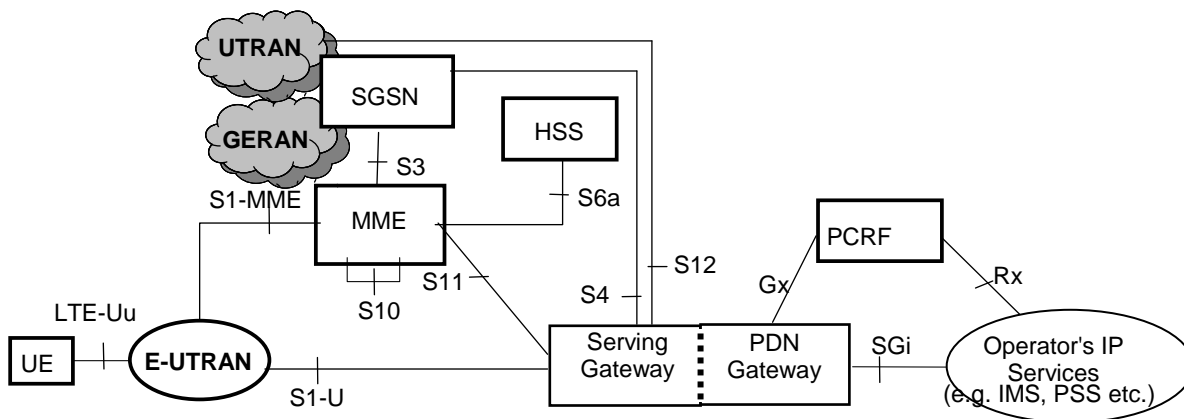 UTRAN
SGSN
GERAN
HSS
S3
S1-MME
S6a
MME
PCRF
S12
S11
Gx
Rx
S4
S10
LTE-Uu
UE
E-UTRAN
S1-U
Serving
Gateway
PDN
Gateway
SGi
Operator's IP
Services
(e.g. IMS, PSS etc.)